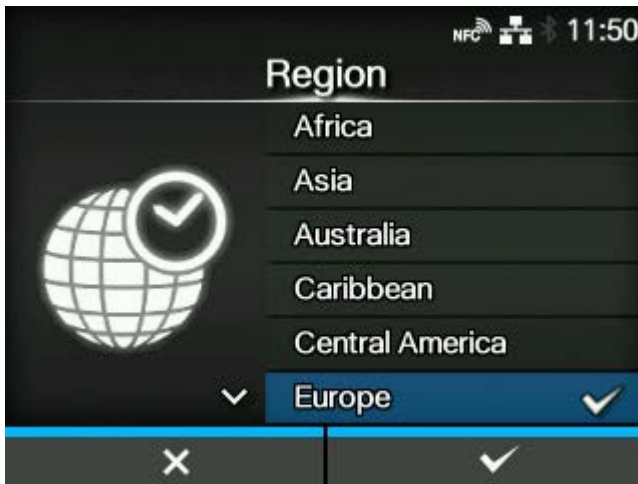 NFC 11:50
Region
Africa
Asia
Australia
Caribbean
Central America
Europe